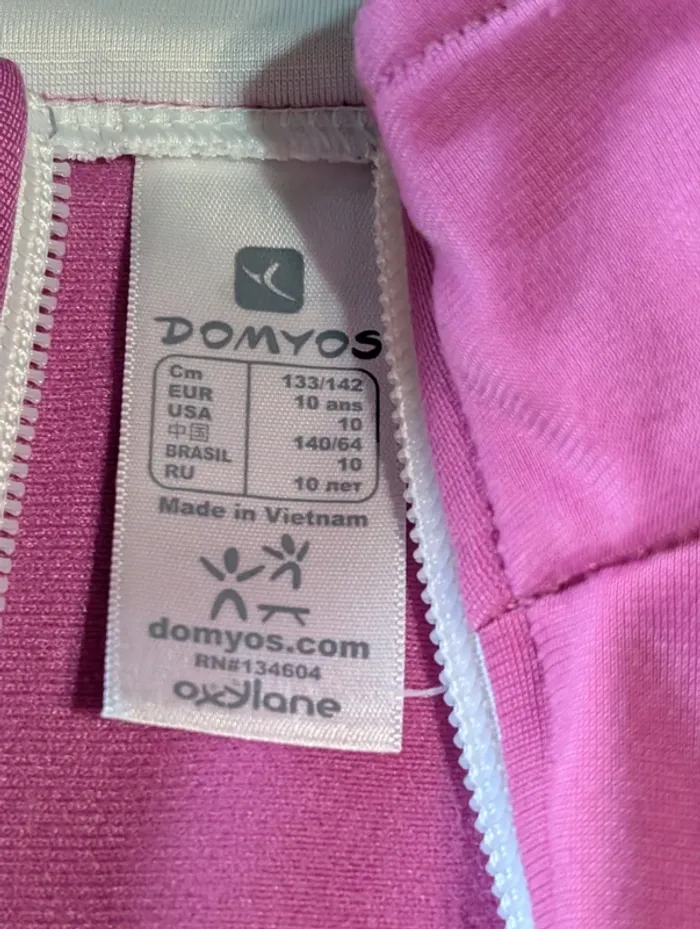 DOMYOS
Cm 133/142
EUR 10 ans
USA 10
中国 140/64
BRASIL 10
RU 10 лет
Made in Vietnam
domyos.com
RN#134604
oxylane